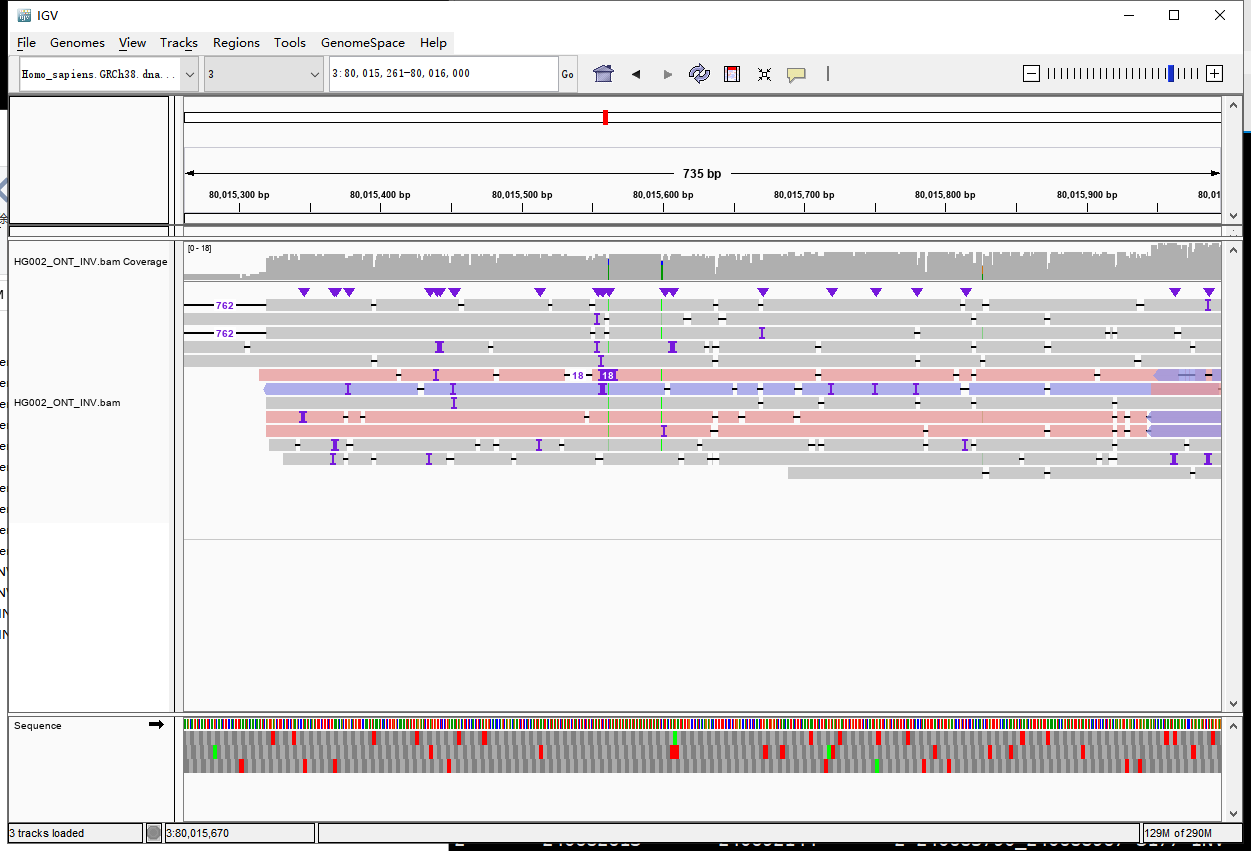 IGV
File Genomes View Tracks Regions Tools GenomeSpace Help
Homo_sapiens.GRCh38.dna... 3 3:80,015,261-80,016,000 Go
735 bp
80,015,300 bp 80,015,400 bp 80,015,500 bp 80,015,600 bp 80,015,700 bp 80,015,800 bp 80,015,900 bp 80,01
[0 - 18]
HG002_ONT_INV.bam Coverage
762
762
18 18
HG002_ONT_INV.bam
Sequence
3 tracks loaded 3:80,015,670 129M of 290M